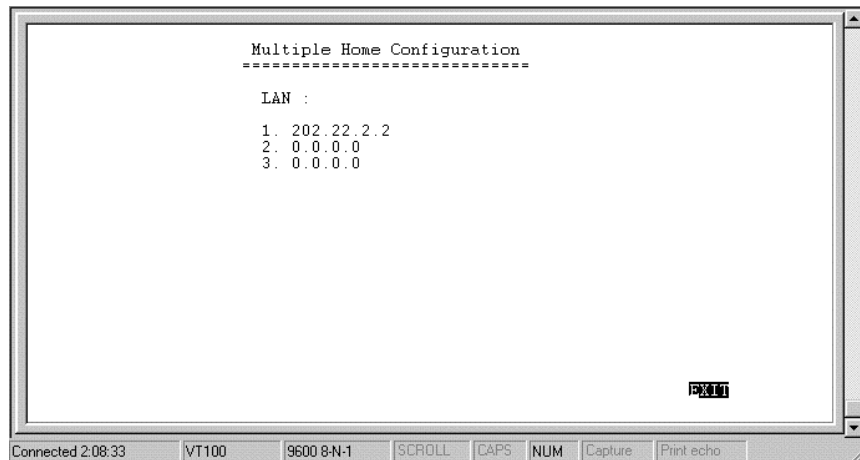 Multiple Home Configuration
=============================
LAN :
1. 202.22.2.2
2. 0.0.0.0
3. 0.0.0.0
EXIT
Connected 2:08:33 VT100 9600 8-N-1 SCROLL CAPS NUM Capture Print echo